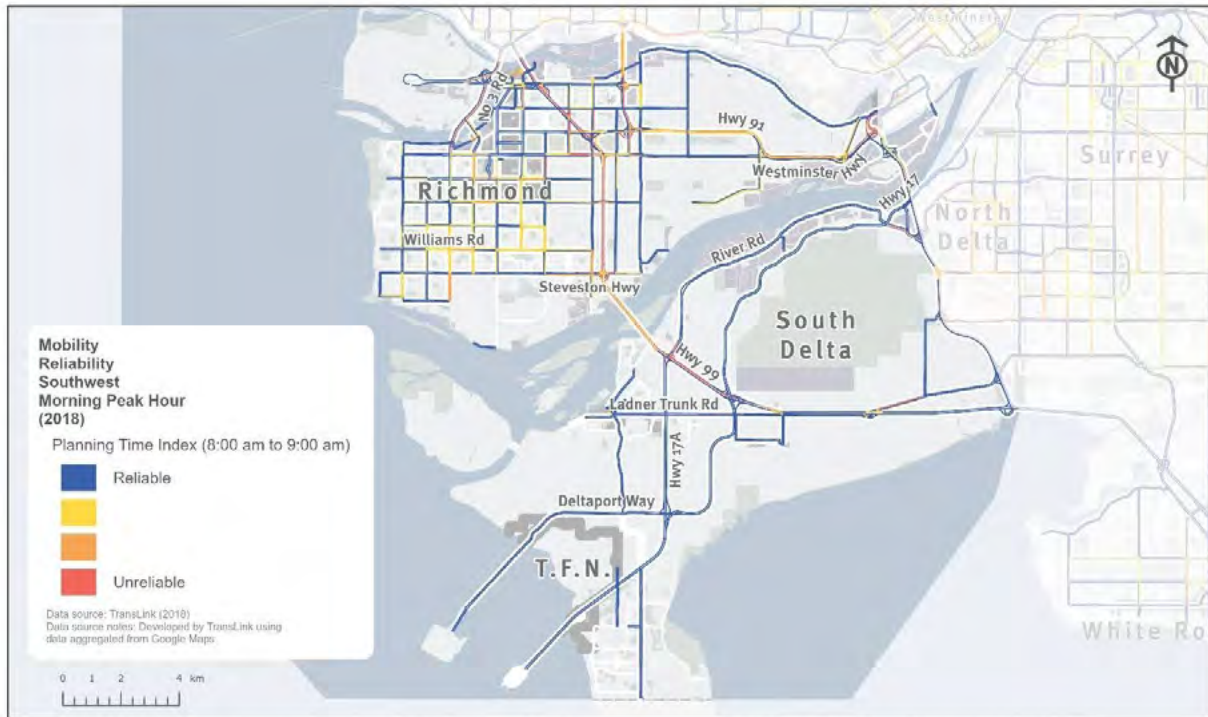 Westminster
N
No 3 Rd
Hwy 91
Surrey
Westminster Hwy
Richmond
Hwy 17
North
Delta
Williams Rd
River Rd
Steveston Hwy
South
Delta
Hwy 99
Ladner Trunk Rd
Hwy 17A
Deltaport Way
T.F.N.
White Ro
Mobility
Reliability
Southwest
Morning Peak Hour
(2018)
Planning Time Index (8:00 am to 9:00 am)
Reliable
Unreliable
Data source: TransLink (2018)
Data source notes: Developed by TransLink using
data aggregated from Google Maps
0 1 2 4 km